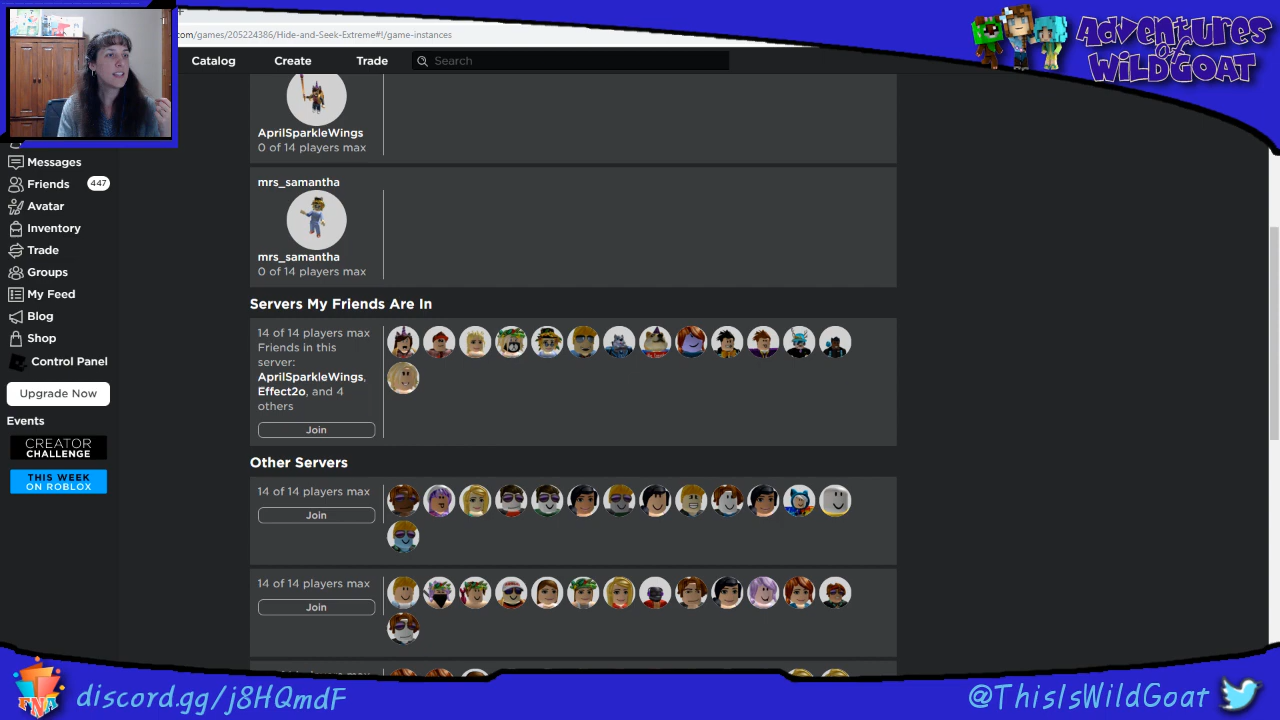 com/games/205224386/Hide-and-Seek-Extreme#!/game-instances
Adventures
of
WildGoat
Catalog
Create
Trade
Search
AprilSparkleWings
0 of 14 players max
Messages
Friends
447
Avatar
Inventory
Trade
Groups
My Feed
Blog
Shop
Control Panel
Upgrade Now
Events
CREATOR
CHALLENGE
THIS WEEK
ON ROBLOX
mrs_samantha
mrs_samantha
0 of 14 players max
Servers My Friends Are In
14 of 14 players max
Friends in this
server:
AprilSparkleWings,
Effect2o, and 4
others
Join
Other Servers
14 of 14 players max
Join
14 of 14 players max
Join
FNA
discord.gg/j8HQmdF
@ThisIsWildGoat